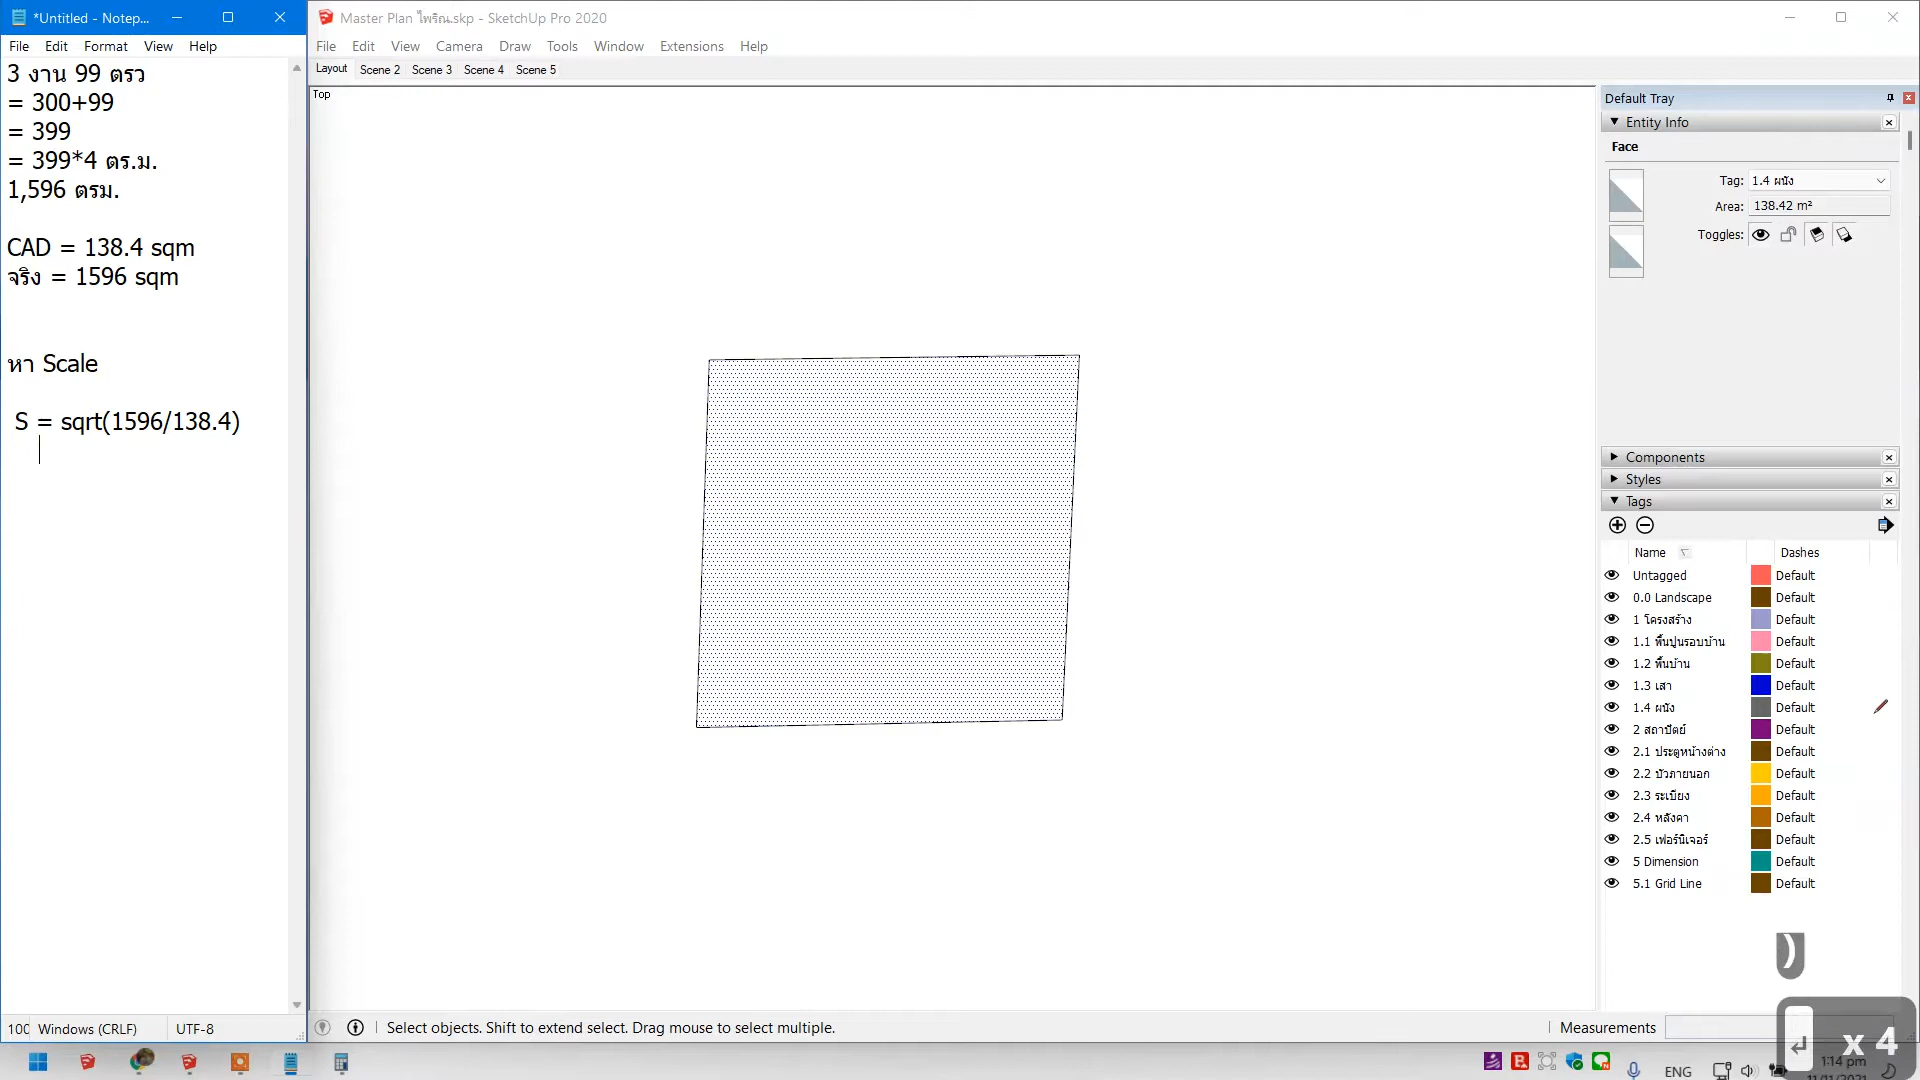 *Untitled - Notep...
File Edit Format View Help
3 งาน 99 ตรว
= 300+99
= 399
= 399*4 ตร.ม.
1,596 ตรม.
CAD = 138.4 sqm
จริง = 1596 sqm
หา Scale
S = sqrt(1596/138.4)
Windows (CRLF) UTF-8
Master Plan ไพริณ.skp - SketchUp Pro 2020
File Edit View Camera Draw Tools Window Extensions Help
Layout Scene 2 Scene 3 Scene 4 Scene 5
Top
Default Tray
Entity Info
Face
Tag: 1.4 ผนัง
Area: 138.42 m²
Toggles:
Components
Styles
Tags
Name Dashes
Untagged Default
0.0 Landscape Default
1 โครงสร้าง Default
1.1 พื้นปูนรอบบ้าน Default
1.2 พื้นบ้าน Default
1.3 เสา Default
1.4 ผนัง Default
2 สถาปัตย์ Default
2.1 ประตูหน้าต่าง Default
2.2 บัวภายนอก Default
2.3 ระเบียง Default
2.4 หลังคา Default
2.5 เฟอร์นิเจอร์ Default
5 Dimension Default
5.1 Grid Line Default
)
Select objects. Shift to extend select. Drag mouse to select multiple.
Measurements
x 4
ENG
1:14 pm